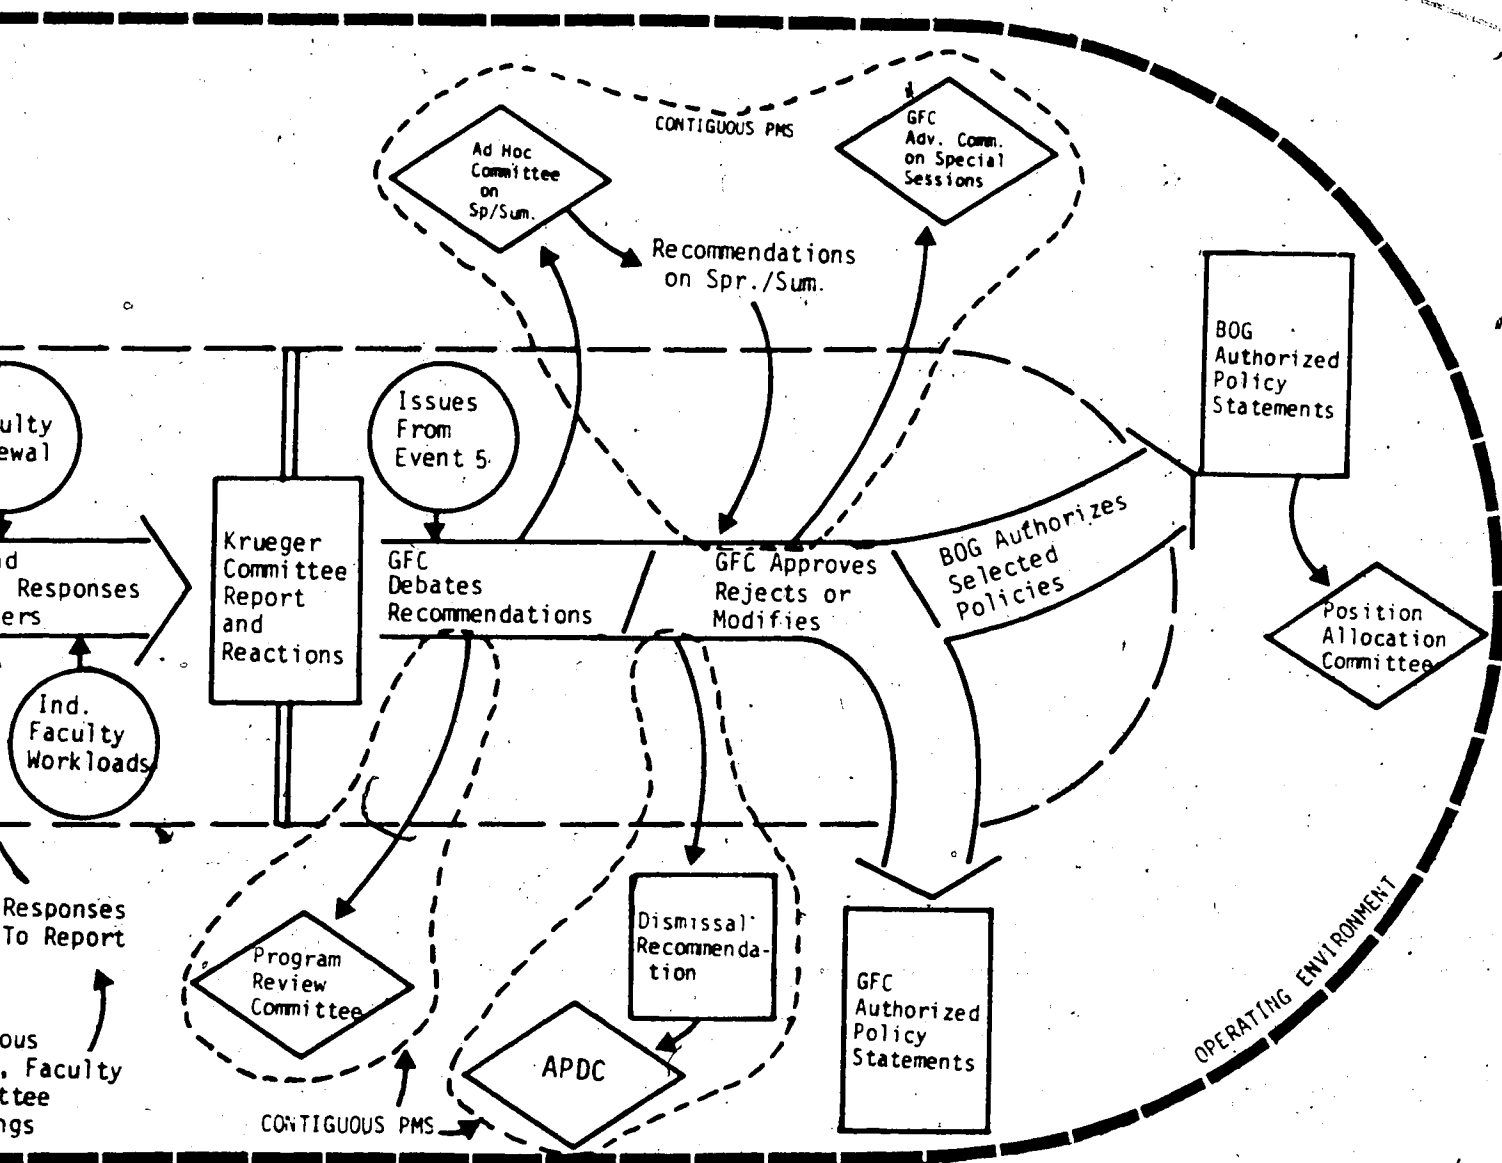 CONTIGUOUS PMS
Ad Hoc
Committee
on
Sp/Sum.
GFC
Adv. Comm.
on Special
Sessions
Recommendations
on Spr./Sum.
BOG
Authorized
Policy
Statements
ulty
ewal
Issues
From
Event 5
Krueger
Committee
Report
and
Reactions
Responses
ers
GFC
Debates
Recommendations
GFC Approves
Rejects or
Modifies
BOG Authorizes
Selected
Policies
Position
Allocation
Committee
Ind.
Faculty
Workloads
Responses
To Report
Program
Review
Committee
Dismissal
Recommenda-
tion
GFC
Authorized
Policy
Statements
APDC
ous
, Faculty
ttee
ngs
CONTIGUOUS PMS
OPERATING ENVIRONMENT